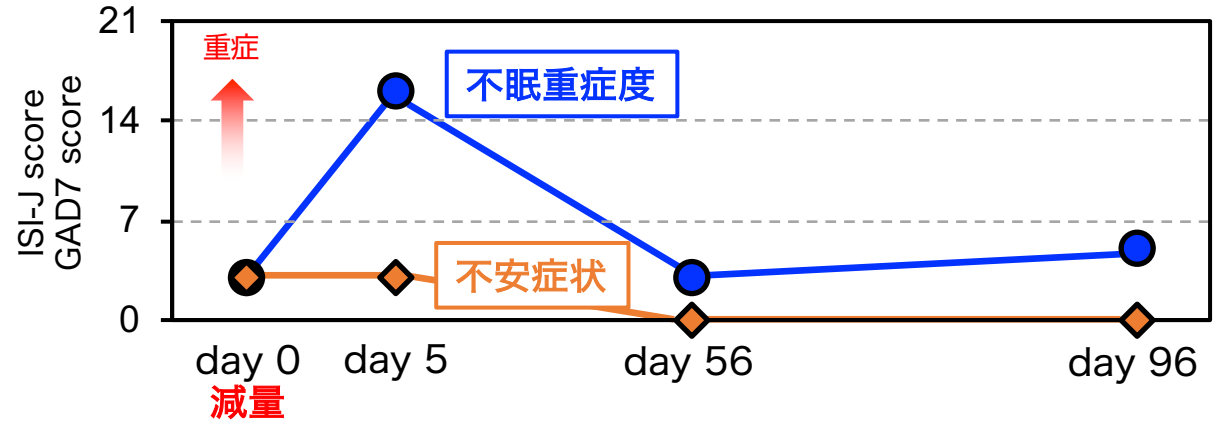 21
重症
不眠重症度
14
ISI-J score
GAD7 score
7
不安症状
0
day 0
day 5
day 56
day 96
減量